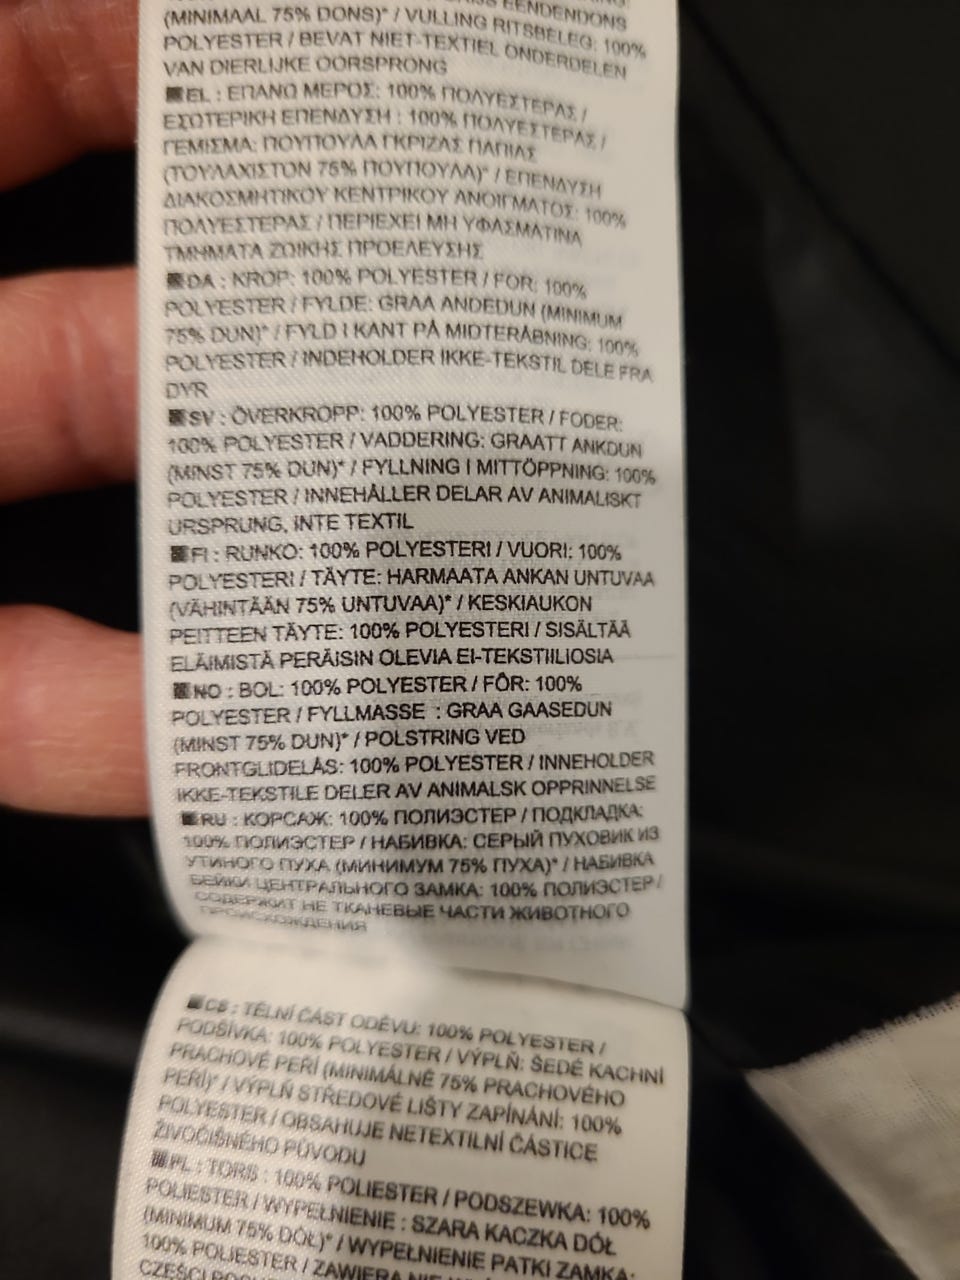 (MINIMAAL 75% DONS)* / VULLING RITSBELEG: 100%
POLYESTER / BEVAT NIET-TEXTIEL ONDERDELEN
VAN DIERLIJKE OORSPRONG
EL : ΕΠΑΝΩ ΜΕΡΟΣ: 100% ΠΟΛΥΕΣΤΕΡΑΣ /
ΕΣΩΤΕΡΙΚΗ ΕΠΕΝΔΥΣΗ : 100% ΠΟΛΥΕΣΤΕΡΑΣ /
ΓΕΜΙΣΜΑ: ΠΟΥΠΟΥΛΑ ΓΚΡΙΖΑΣ ΠΑΠΙΑΣ
(ΤΟΥΛΑΧΙΣΤΟΝ 75% ΠΟΥΠΟΥΛΑ)* / ΕΠΕΝΔΥΣΗ
ΔΙΑΚΟΣΜΗΤΙΚΟΥ ΚΕΝΤΡΙΚΟΥ ΑΝΟΙΓΜΑΤΟΣ: 100%
ΠΟΛΥΕΣΤΕΡΑΣ / ΠΕΡΙΕΧΕΙ ΜΗ ΥΦΑΣΜΑΤΙΝΑ
ΤΜΗΜΑΤΑ ΖΩΙΚΗΣ ΠΡΟΕΛΕΥΣΗΣ
DA : KROP: 100% POLYESTER / FOR: 100%
POLYESTER / FYLDE: GRAA ANDEDUN (MINIMUM
75% DUN)* / FYLD I KANT PÅ MIDTERÅBNING: 100%
POLYESTER / INDEHOLDER IKKE-TEKSTIL DELE FRA
DYR
SV : ÖVERKROPP: 100% POLYESTER / FODER:
100% POLYESTER / VADDERING: GRAATT ANKDUN
(MINST 75% DUN)* / FYLLNING I MITTÖPPNING: 100%
POLYESTER / INNEHÅLLER DELAR AV ANIMALISKT
URSPRUNG, INTE TEXTIL
FI : RUNKO: 100% POLYESTERI / VUORI: 100%
POLYESTERI / TÄYTE: HARMAATA ANKAN UNTUVAA
(VÄHINTÄÄN 75% UNTUVAA)* / KESKIAUKON
PEITTEEN TÄYTE: 100% POLYESTERI / SISÄLTÄÄ
ELÄIMISTÄ PERÄISIN OLEVIA EI-TEKSTIILIOSIA
NO : BOL: 100% POLYESTER / FÔR: 100%
POLYESTER / FYLLMASSE : GRAA GAASEDUN
(MINST 75% DUN)* / POLSTRING VED
FRONTGLIDELÅS: 100% POLYESTER / INNEHOLDER
IKKE-TEKSTILE DELER AV ANIMALSK OPPRINNELSE
RU : КОРСАЖ: 100% ПОЛИЭСТЕР / ПОДКЛАДКА:
100% ПОЛИЭСТЕР / НАБИВКА: СЕРЫЙ ПУХОВИК ИЗ
УТИНОГО ПУХА (МИНИМУМ 75% ПУХА)* / НАБИВКА
БЕЙКИ ЦЕНТРАЛЬНОГО ЗАМКА: 100% ПОЛИЭСТЕР /
СОДЕРЖИТ НЕ ТКАНЕВЫЕ ЧАСТИ ЖИВОТНОГО
ПРОИСХОЖДЕНИЯ
CS : TĚLNÍ ČÁST ODĚVU: 100% POLYESTER /
PODŠÍVKA: 100% POLYESTER / VÝPLŇ: ŠEDÉ KACHNÍ
PRACHOVÉ PEŘÍ (MINIMÁLNĚ 75% PRACHOVÉHO
PEŘÍ)* / VÝPLŇ STŘEDOVÉ LIŠTY ZAPÍNÁNÍ: 100%
POLYESTER / OBSAHUJE NETEXTILNÍ ČÁSTICE
ŽIVOČIŠNÉHO PŮVODU
PL : TORS : 100% POLIESTER / PODSZEWKA: 100%
POLIESTER / WYPEŁNIENIE : SZARA KACZKA DÓŁ
(MINIMUM 75% DÓŁ)* / WYPEŁNIENIE PATKI ZAMKA:
100% POLIESTER / ZAWIERA